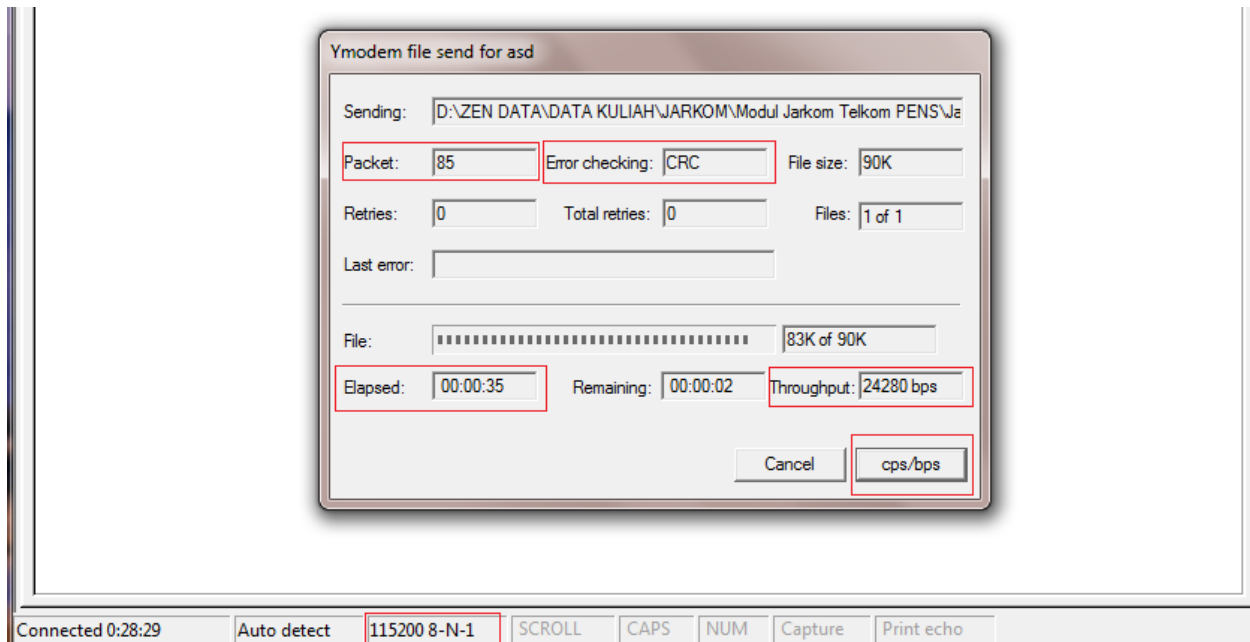 Ymodem file send for asd
Sending: D:\ZEN DATA\DATA KULIAH\JARKOM\Modul Jarkom Telkom PENS\Ja
Packet: 85 Error checking: CRC File size: 90K
Retries: 0 Total retries: 0 Files: 1 of 1
Last error:
File: 83K of 90K
Elapsed: 00:00:35 Remaining: 00:00:02 Throughput: 24280 bps
Cancel cps/bps
Connected 0:28:29 Auto detect 115200 8-N-1 SCROLL CAPS NUM Capture Print echo